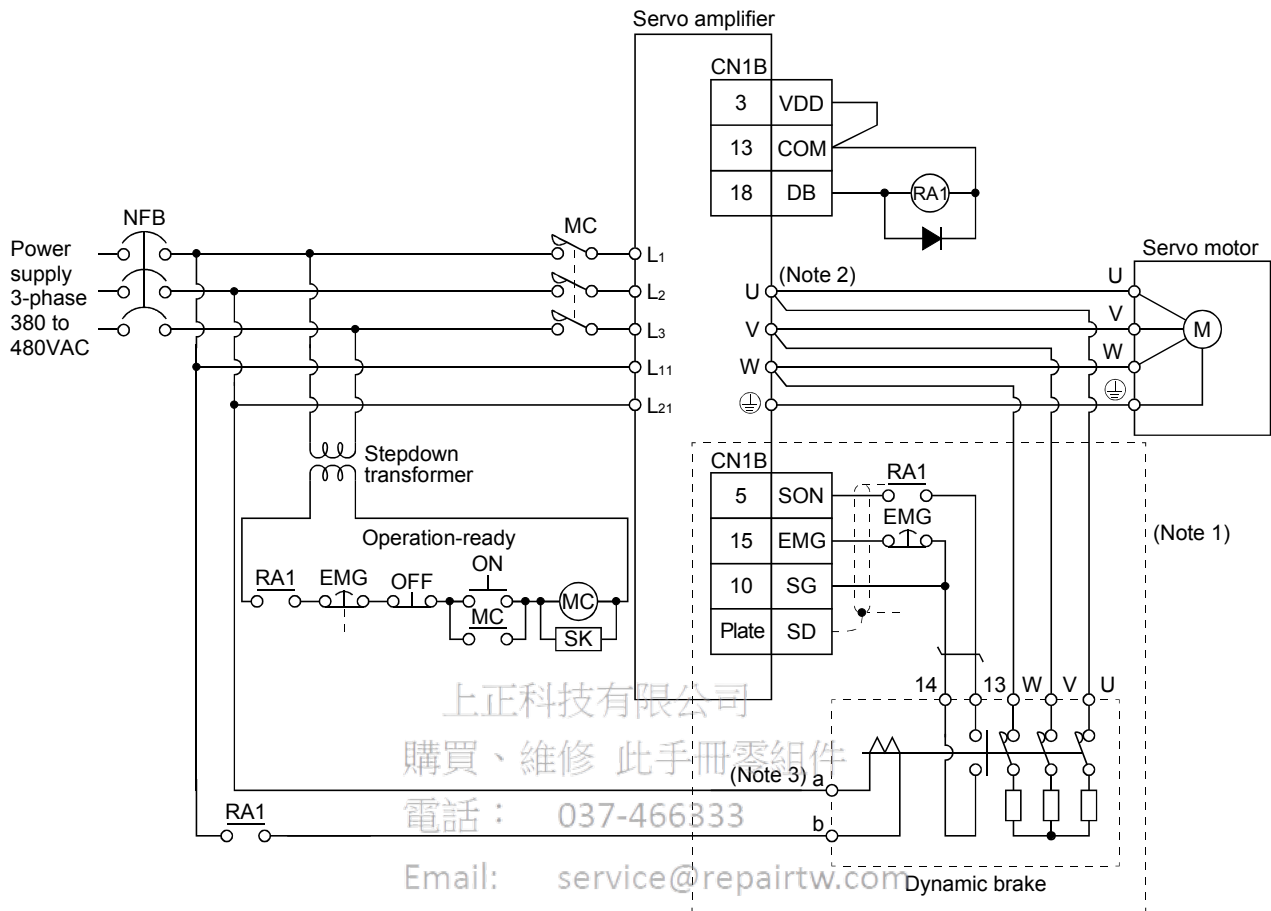 Servo amplifier
CN1B
3 VDD
13 COM
18 DB
RA1
NFB
MC
Power
supply
3-phase
380 to
480VAC
L1
L2
L3
L11
L21
(Note 2)
U
V
W
Servo motor
U
V
W
M
Stepdown
transformer
Operation-ready
RA1 EMG OFF ON
MC
MC
SK
CN1B
5 SON
15 EMG
10 SG
Plate SD
RA1
EMG
(Note 1)
14 13 W V U
上正科技有限公司
購買、維修 此手冊零組件
(Note 3) a
電話： 037-466333
RA1
b
Email: service@repairtw.com
Dynamic brake